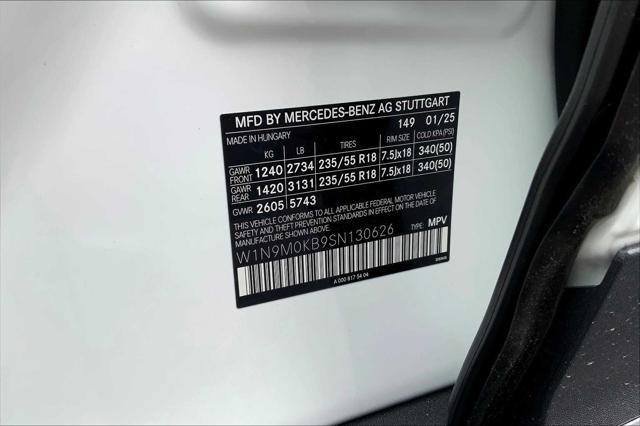 MFD BY MERCEDES-BENZ AG STUTTGART
MADE IN HUNGARY 149 01/25
KG LB TIRES RIM SIZE COLD KPA (PSI)
GAWR FRONT 1240 2734 235/55 R18 7.5Jx18 340(50)
GAWR REAR 1420 3131 235/55 R18 7.5Jx18 340(50)
GVWR 2605 5743
THIS VEHICLE CONFORMS TO ALL APPLICABLE FEDERAL MOTOR VEHICLE
SAFETY AND THEFT PREVENTION STANDARDS IN EFFECT ON THE DATE OF
MANUFACTURE SHOWN ABOVE.
W1N9M0KB9SN130626 TYPE: MPV
A 000 817 54 04